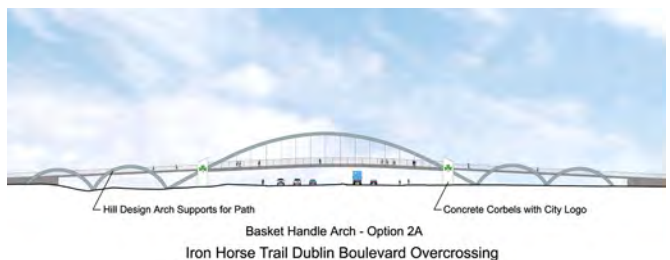 Hill Design Arch Supports for Path
Concrete Corbels with City Logo
Basket Handle Arch - Option 2A
Iron Horse Trail Dublin Boulevard Overcrossing